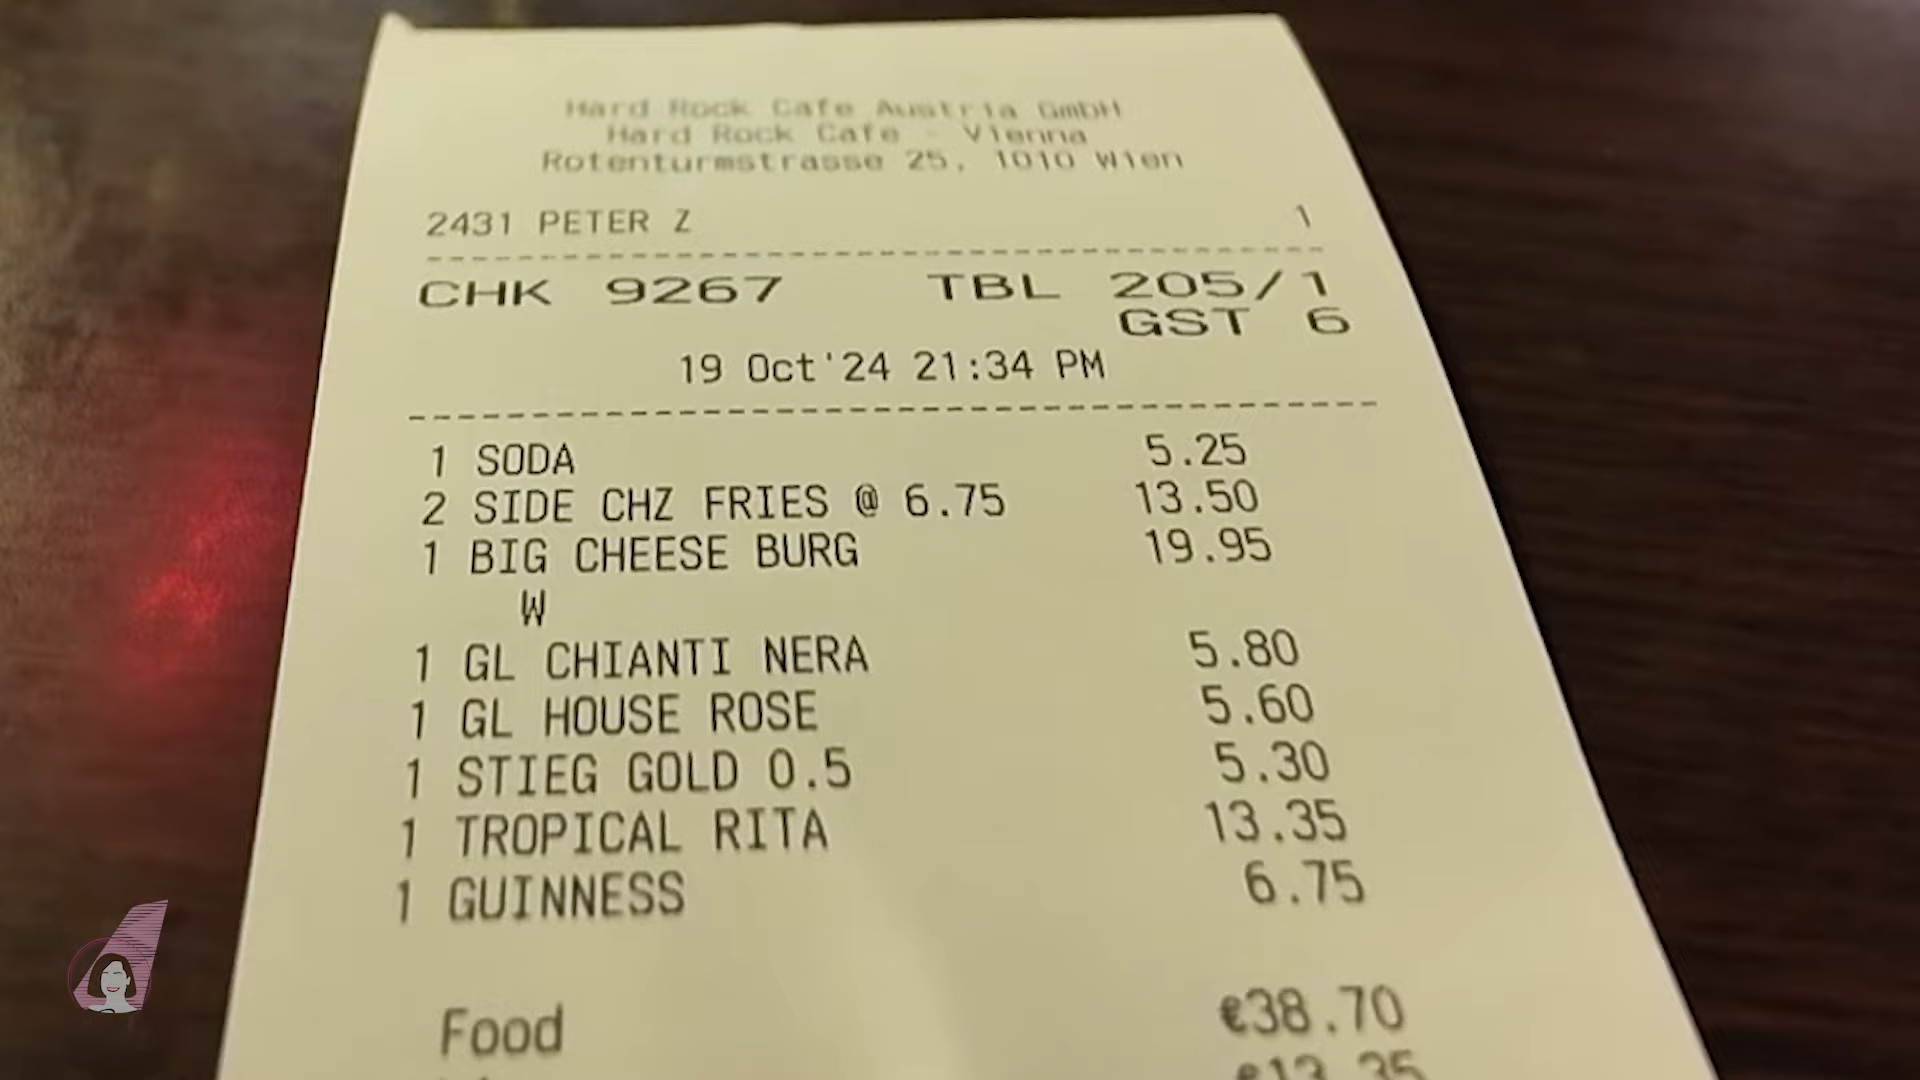 Hard Rock Cafe Austria GmbH
Hard Rock Cafe - Vienna
Rotenturmstrasse 25, 1010 Wien
2431 PETER Z 1
CHK 9267 TBL 205/1
GST 6
19 Oct'24 21:34 PM
1 SODA 5.25
2 SIDE CHZ FRIES @ 6.75 13.50
1 BIG CHEESE BURG 19.95
W
1 GL CHIANTI NERA 5.80
1 GL HOUSE ROSE 5.60
1 STIEG GOLD 0.5 5.30
1 TROPICAL RITA 13.35
1 GUINNESS 6.75
Food €38.70
€13.35